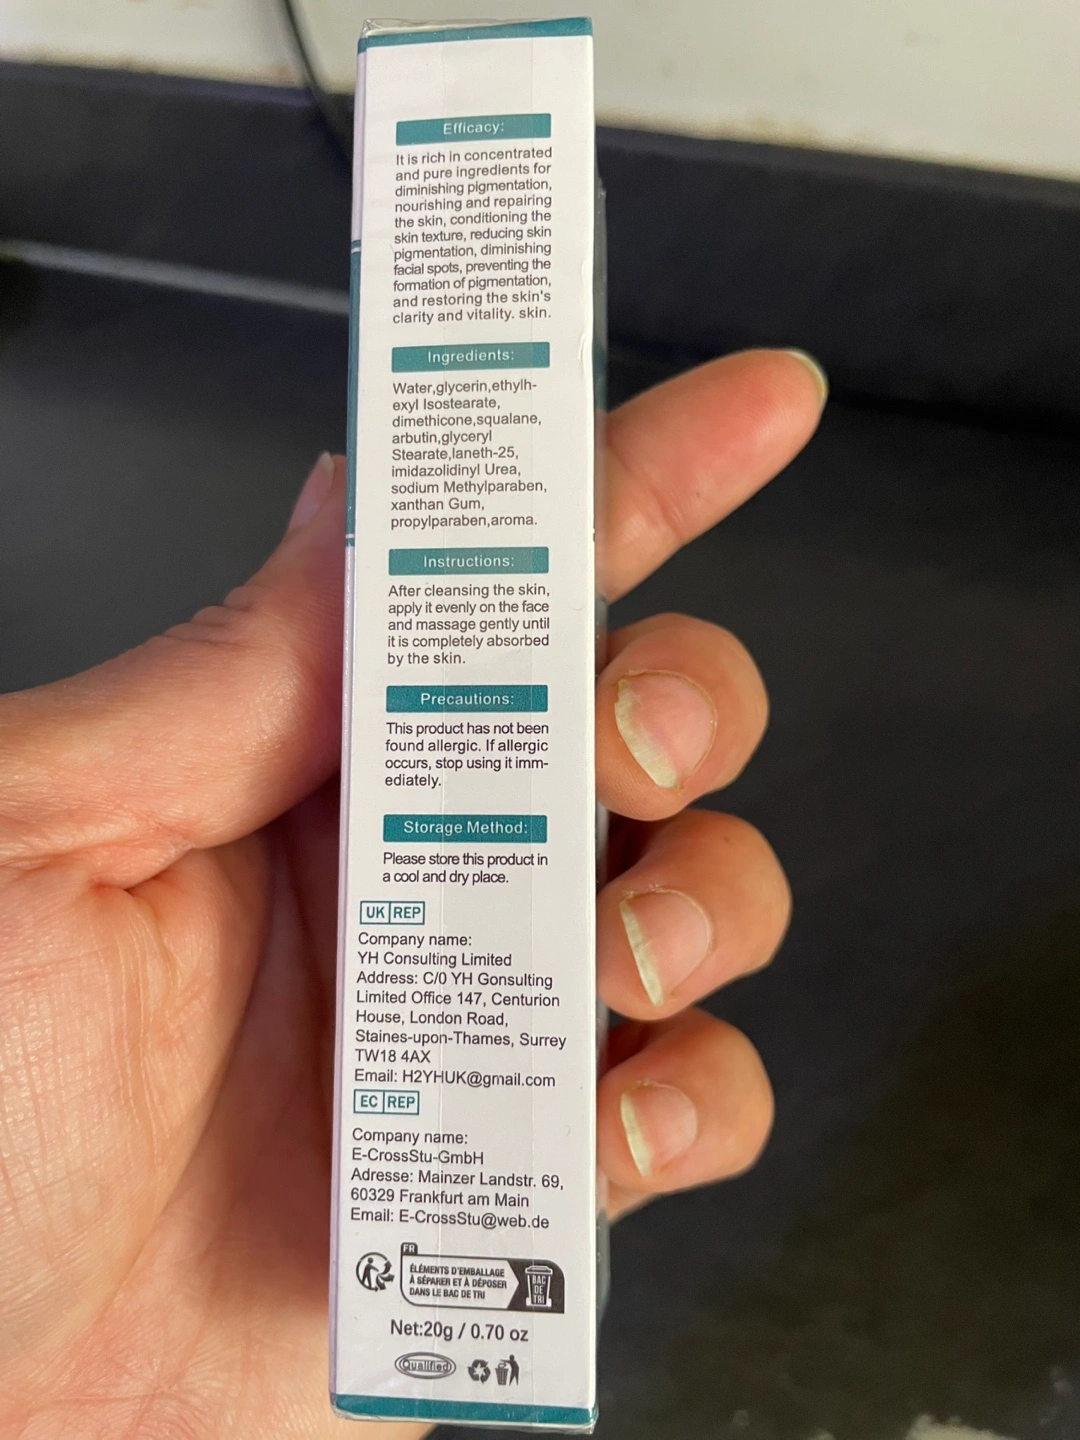 Efficacy:
It is rich in concentrated
and pure ingredients for
diminishing pigmentation,
nourishing and repairing
the skin, conditioning the
skin texture, reducing skin
pigmentation, diminishing
facial spots, preventing the
formation of pigmentation,
and restoring the skin's
clarity and vitality. skin.
Ingredients:
Water,glycerin,ethylh-
exyl Isostearate,
dimethicone,squalane,
arbutin,glyceryl
Stearate,laneth-25,
imidazolidinyl Urea,
sodium Methylparaben,
xanthan Gum,
propylparaben,aroma.
Instructions:
After cleansing the skin,
apply it evenly on the face
and massage gently until
it is completely absorbed
by the skin.
Precautions:
This product has not been
found allergic. If allergic
occurs, stop using it imm-
ediately.
Storage Method:
Please store this product in
a cool and dry place.
UK REP
Company name:
YH Consulting Limited
Address: C/0 YH Gonsulting
Limited Office 147, Centurion
House, London Road,
Staines-upon-Thames, Surrey
TW18 4AX
Email: H2YHUK@gmail.com
EC REP
Company name:
E-CrossStu-GmbH
Adresse: Mainzer Landstr. 69,
60329 Frankfurt am Main
Email: E-CrossStu@web.de
FR
ÉLÉMENTS D'EMBALLAGE
À SÉPARER ET À DÉPOSER
DANS LE BAC DE TRI
BAC
DE
TRI
Net:20g / 0.70 oz
Qualified